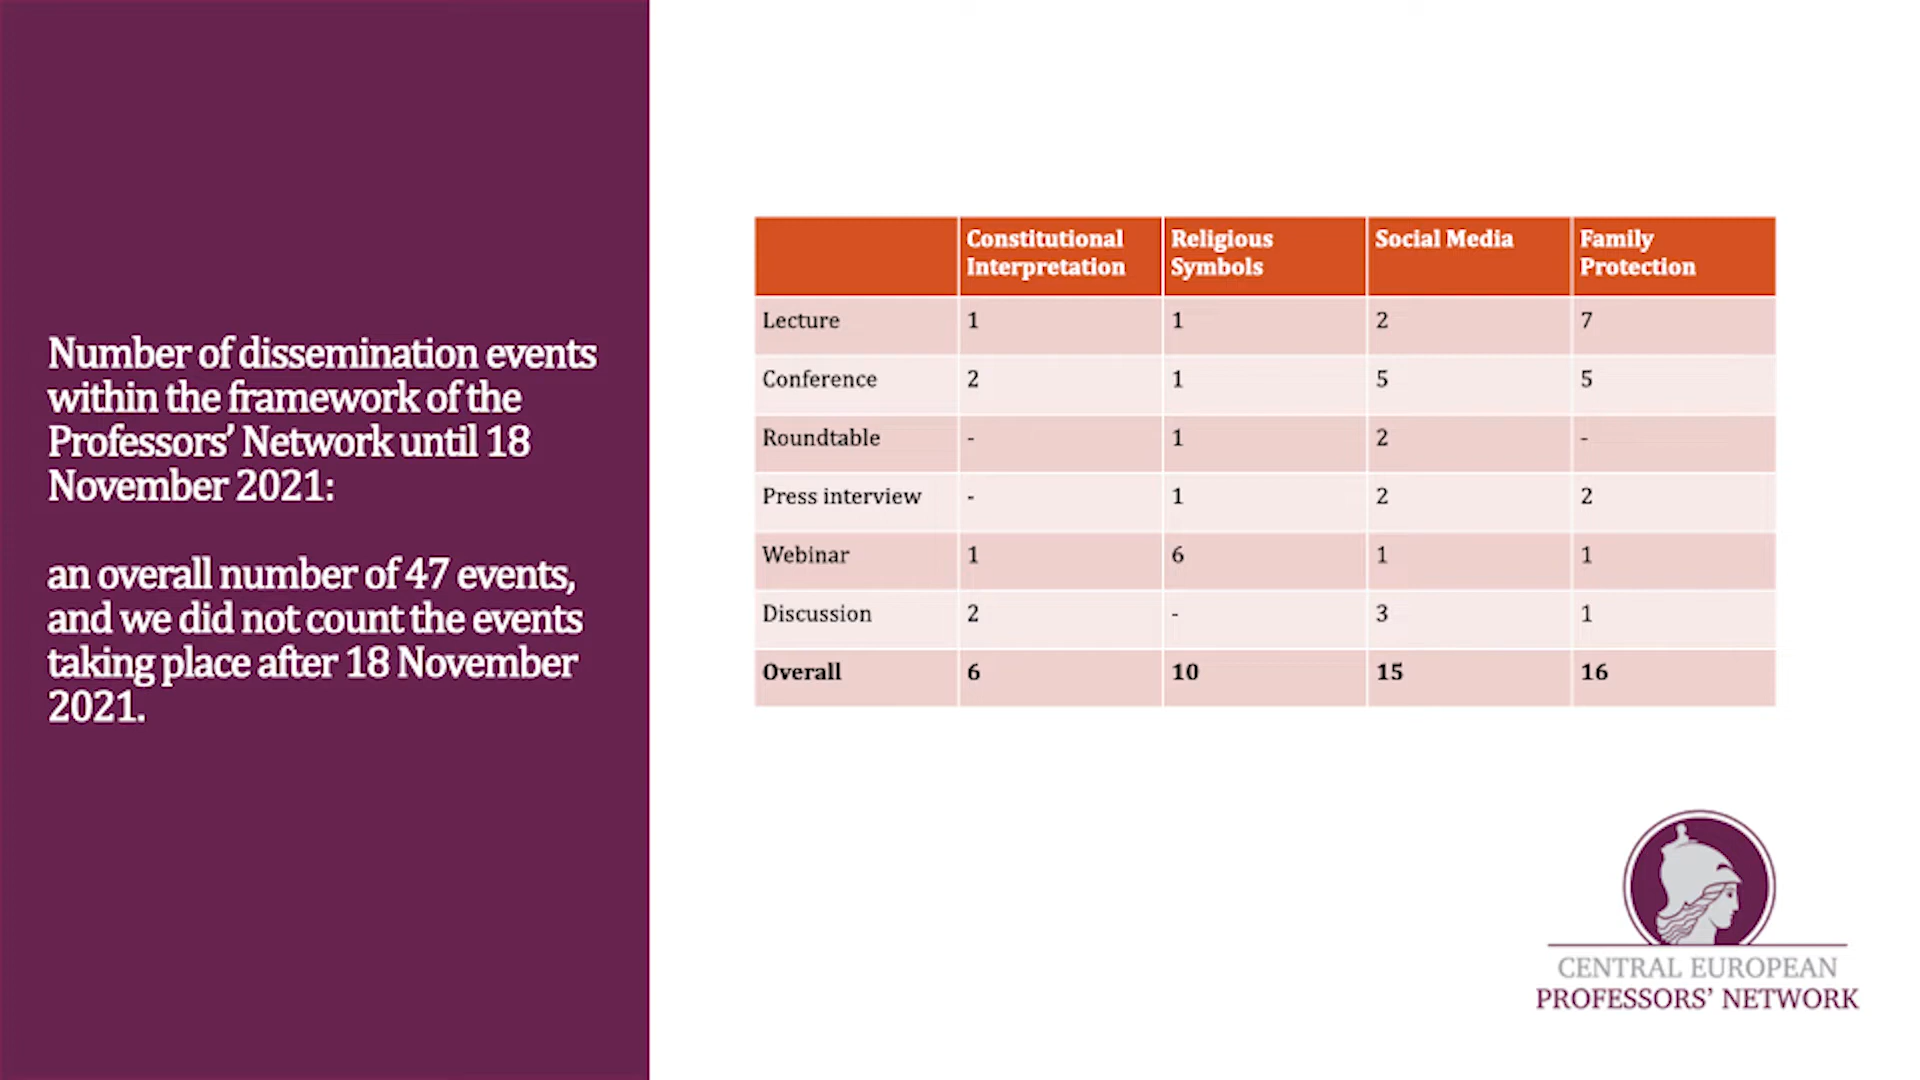 Number of dissemination events
within the framework of the
Professors’ Network until 18
November 2021:
an overall number of 47 events,
and we did not count the events
taking place after 18 November
2021.
Constitutional Interpretation Religious Symbols Social Media Family Protection
Lecture 1 1 2 7
Conference 2 1 5 5
Roundtable - 1 2 -
Press interview - 1 2 2
Webinar 1 6 1 1
Discussion 2 - 3 1
Overall 6 10 15 16
CENTRAL EUROPEAN
PROFESSORS’ NETWORK